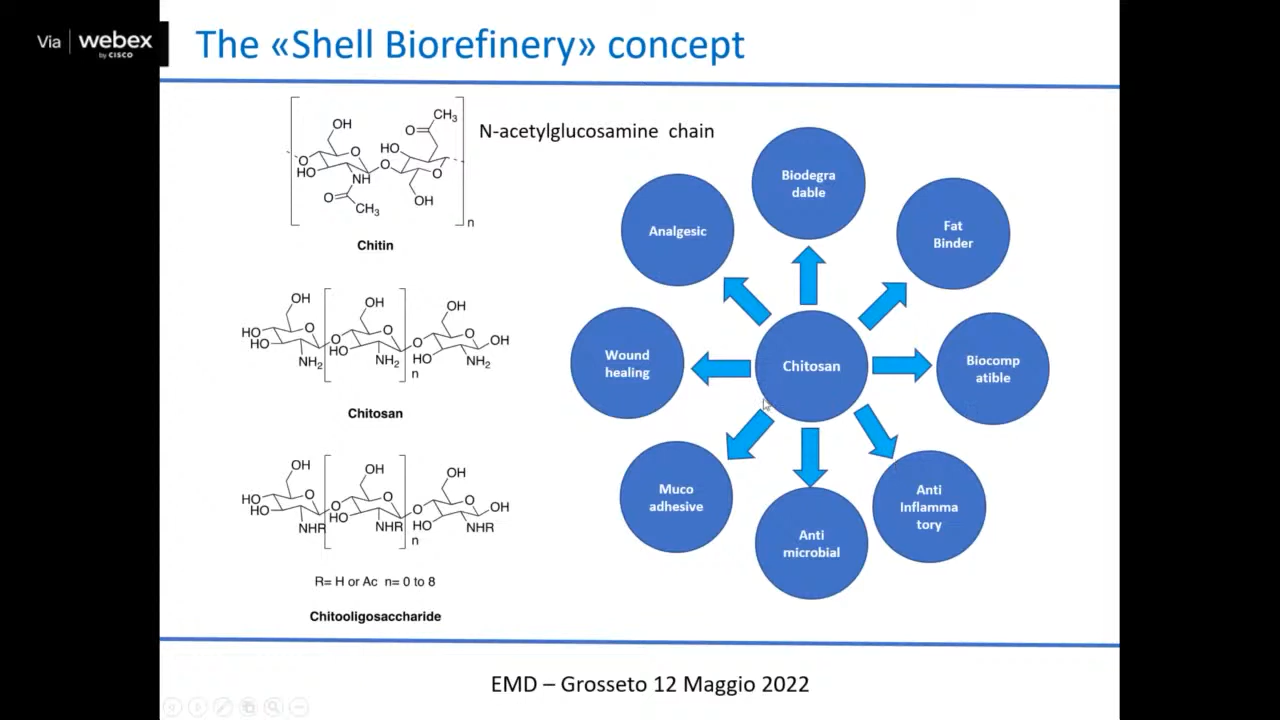 Via webex
by CISCO
The «Shell Biorefinery» concept
CH3
O
OH
HO
O
O
HO
NH
O
O
OH
O
CH3
n
N-acetylglucosamine chain
Chitin
OH
OH
OH
HO
HO
O
NH2
O
HO
O
NH2
n
O
HO
O
OH
NH2
Chitosan
OH
OH
OH
HO
HO
O
NHR
O
HO
O
NHR
n
O
HO
O
OH
NHR
R= H or Ac n= 0 to 8
Chitooligosaccharide
Biodegra
dable
Fat
Binder
Biocomp
atible
Anti
Inflamma
tory
Anti
microbial
Muco
adhesive
Wound
healing
Analgesic
Chitosan
EMD – Grosseto 12 Maggio 2022